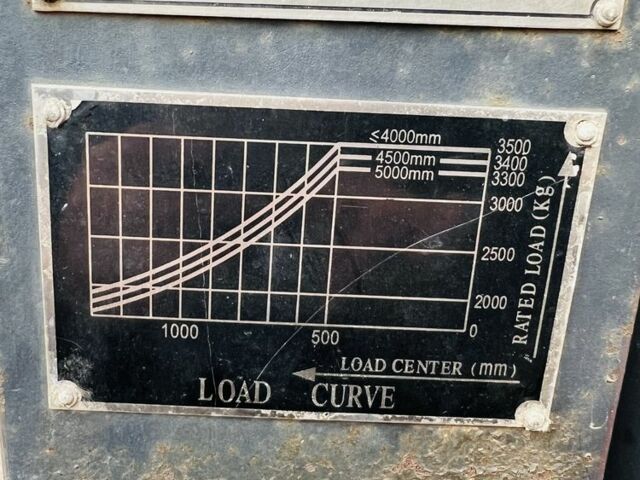 ≤4000mm 3500
4500mm 3400
5000mm 3300
3000
2500
2000
1000 500 0
RATED LOAD (Kg)
LOAD CENTER (mm)
LOAD CURVE